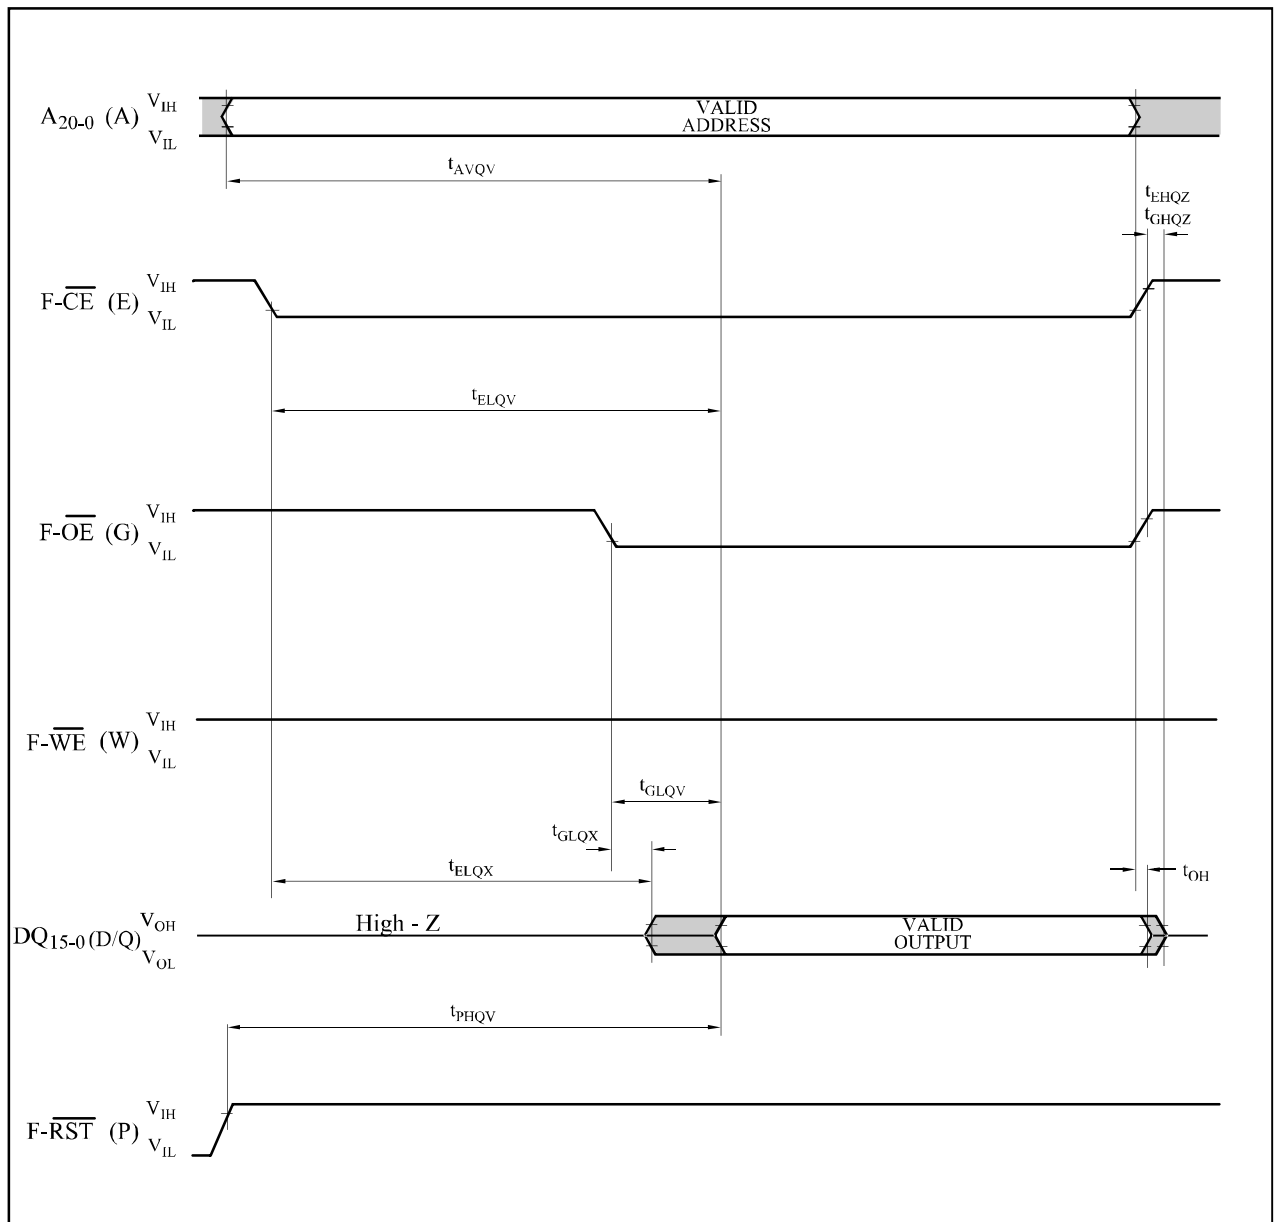 A20-0 (A) VIH VIL
VALID
ADDRESS
tAVQV
tEHQZ
tGHQZ
F-CE (E) VIH VIL
tELQV
F-OE (G) VIH VIL
F-WE (W) VIH VIL
tGLQV
tGLQX
tELQX
tOH
DQ15-0 (D/Q) VOH VOL
High - Z
VALID
OUTPUT
tPHQV
F-RST (P) VIH VIL